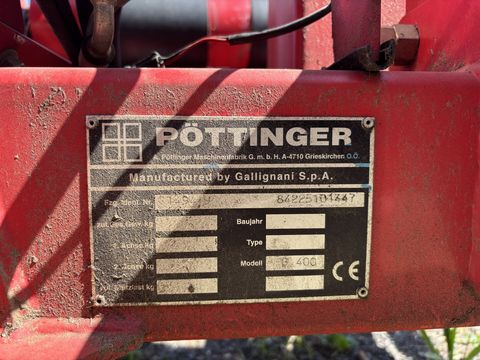 PÖTTINGER
A. Pöttinger Maschinenfabrik G. m. b. H. A-4710 Grieskirchen, O.Ö.
Manufactured by Gallignani S.p.A.
Fzg. Ident. Nr.
zul. Ges. Gew. kg Baujahr
1. Achse kg Type
2. Achse kg Modell 400 CE
zul. Stützlast kg